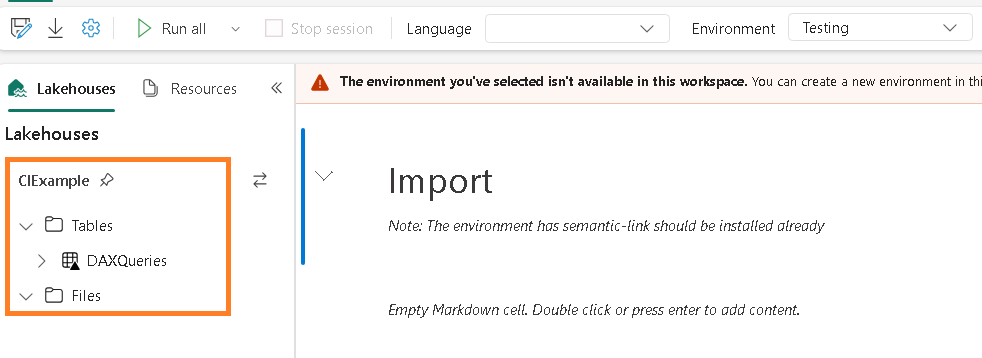 Run all
Stop session
Language
Environment
Testing
Lakehouses
Resources
The environment you've selected isn't available in this workspace. You can create a new environment in thi
Lakehouses
CIExample
Tables
DAXQueries
Files
Import
Note: The environment has semantic-link should be installed already
Empty Markdown cell. Double click or press enter to add content.